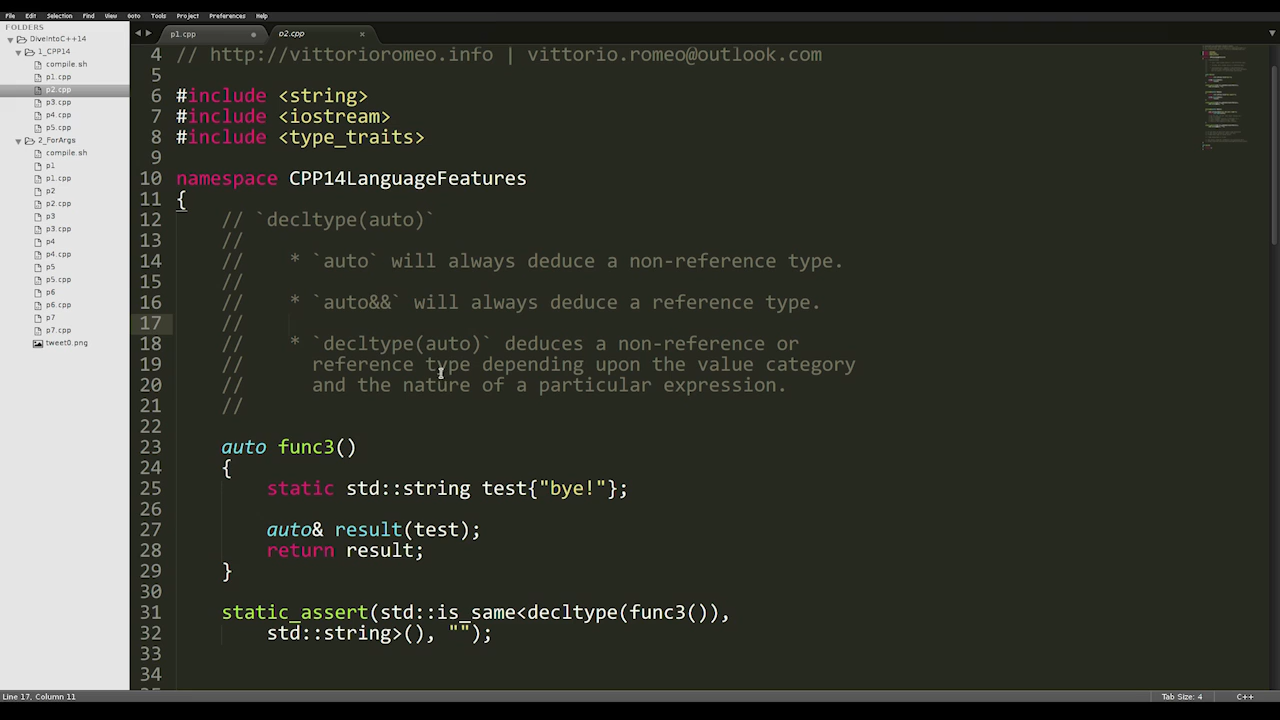 File Edit Selection Find View Goto Tools Project Preferences Help
FOLDERS
DiveIntoC++14
1_CPP14
compile.sh
p1.cpp
p2.cpp
p3.cpp
p4.cpp
p5.cpp
2_ForArgs
compile.sh
p1
p1.cpp
p2
p2.cpp
p3
p3.cpp
p4
p4.cpp
p5
p5.cpp
p6
p6.cpp
p7
p7.cpp
tweet0.png
p1.cpp p2.cpp
4 // http://vittorioromeo.info | vittorio.romeo@outlook.com
5
6 #include <string>
7 #include <iostream>
8 #include <type_traits>
9
10 namespace CPP14LanguageFeatures
11 {
12 // `decltype(auto)`
13 //
14 // * `auto` will always deduce a non-reference type.
15 //
16 // * `auto&&` will always deduce a reference type.
17 //
18 // * `decltype(auto)` deduces a non-reference or
19 // reference type depending upon the value category
20 // and the nature of a particular expression.
21 //
22
23 auto func3()
24 {
25 static std::string test{"bye!"};
26
27 auto& result(test);
28 return result;
29 }
30
31 static_assert(std::is_same<decltype(func3()),
32 std::string>(), "");
33
34
Line 17, Column 11 Tab Size: 4 C++